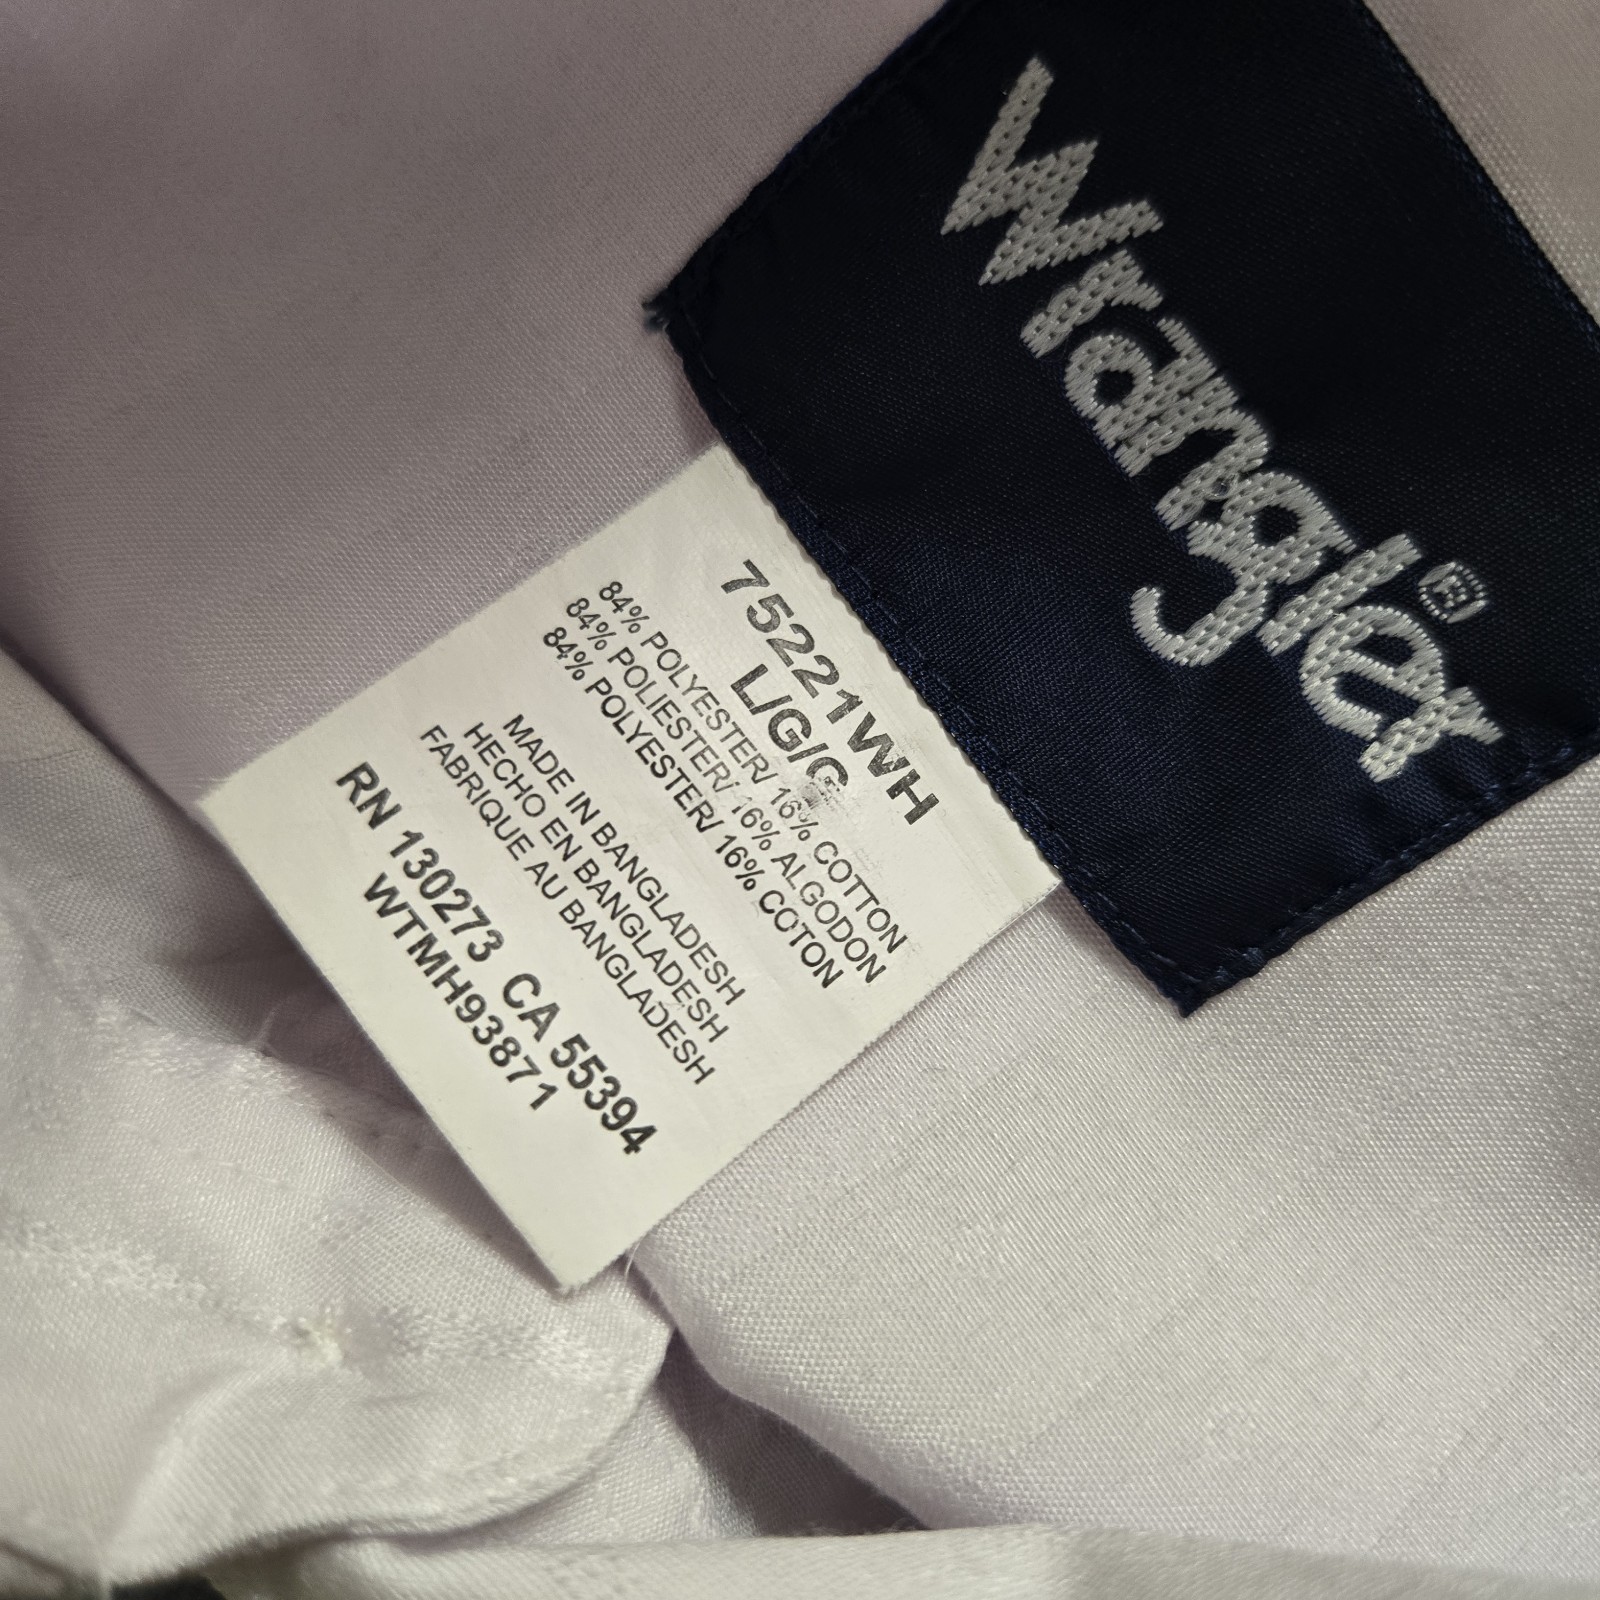 Wrangler®
75221WH
L/G/G
84% POLYESTER/ 16% COTTON
84% POLIESTER/ 16% ALGODON
84% POLYESTER/ 16% COTON
MADE IN BANGLADESH
HECHO EN BANGLADESH
FABRIQUE AU BANGLADESH
RN 130273 CA 55394
WTMH93871